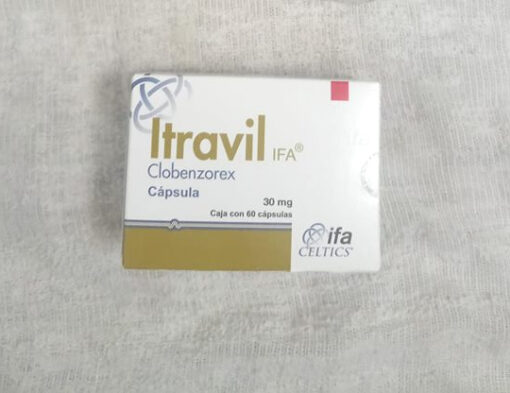 Itravil IFA®
Clobenzorex
Cápsula
30 mg
Caja con 60 cápsulas
ifa
CELTICS®